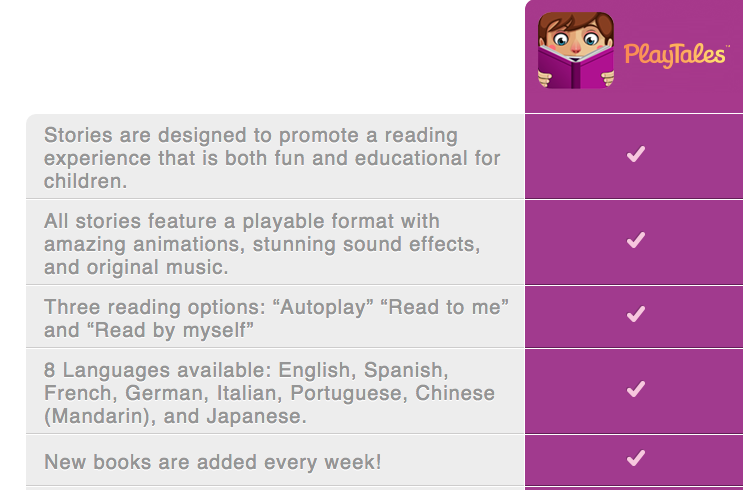 PlayTales™
Stories are designed to promote a reading
experience that is both fun and educational for
children.
All stories feature a playable format with
amazing animations, stunning sound effects,
and original music.
Three reading options: “Autoplay” “Read to me”
and “Read by myself”
8 Languages available: English, Spanish,
French, German, Italian, Portuguese, Chinese
(Mandarin), and Japanese.
New books are added every week!